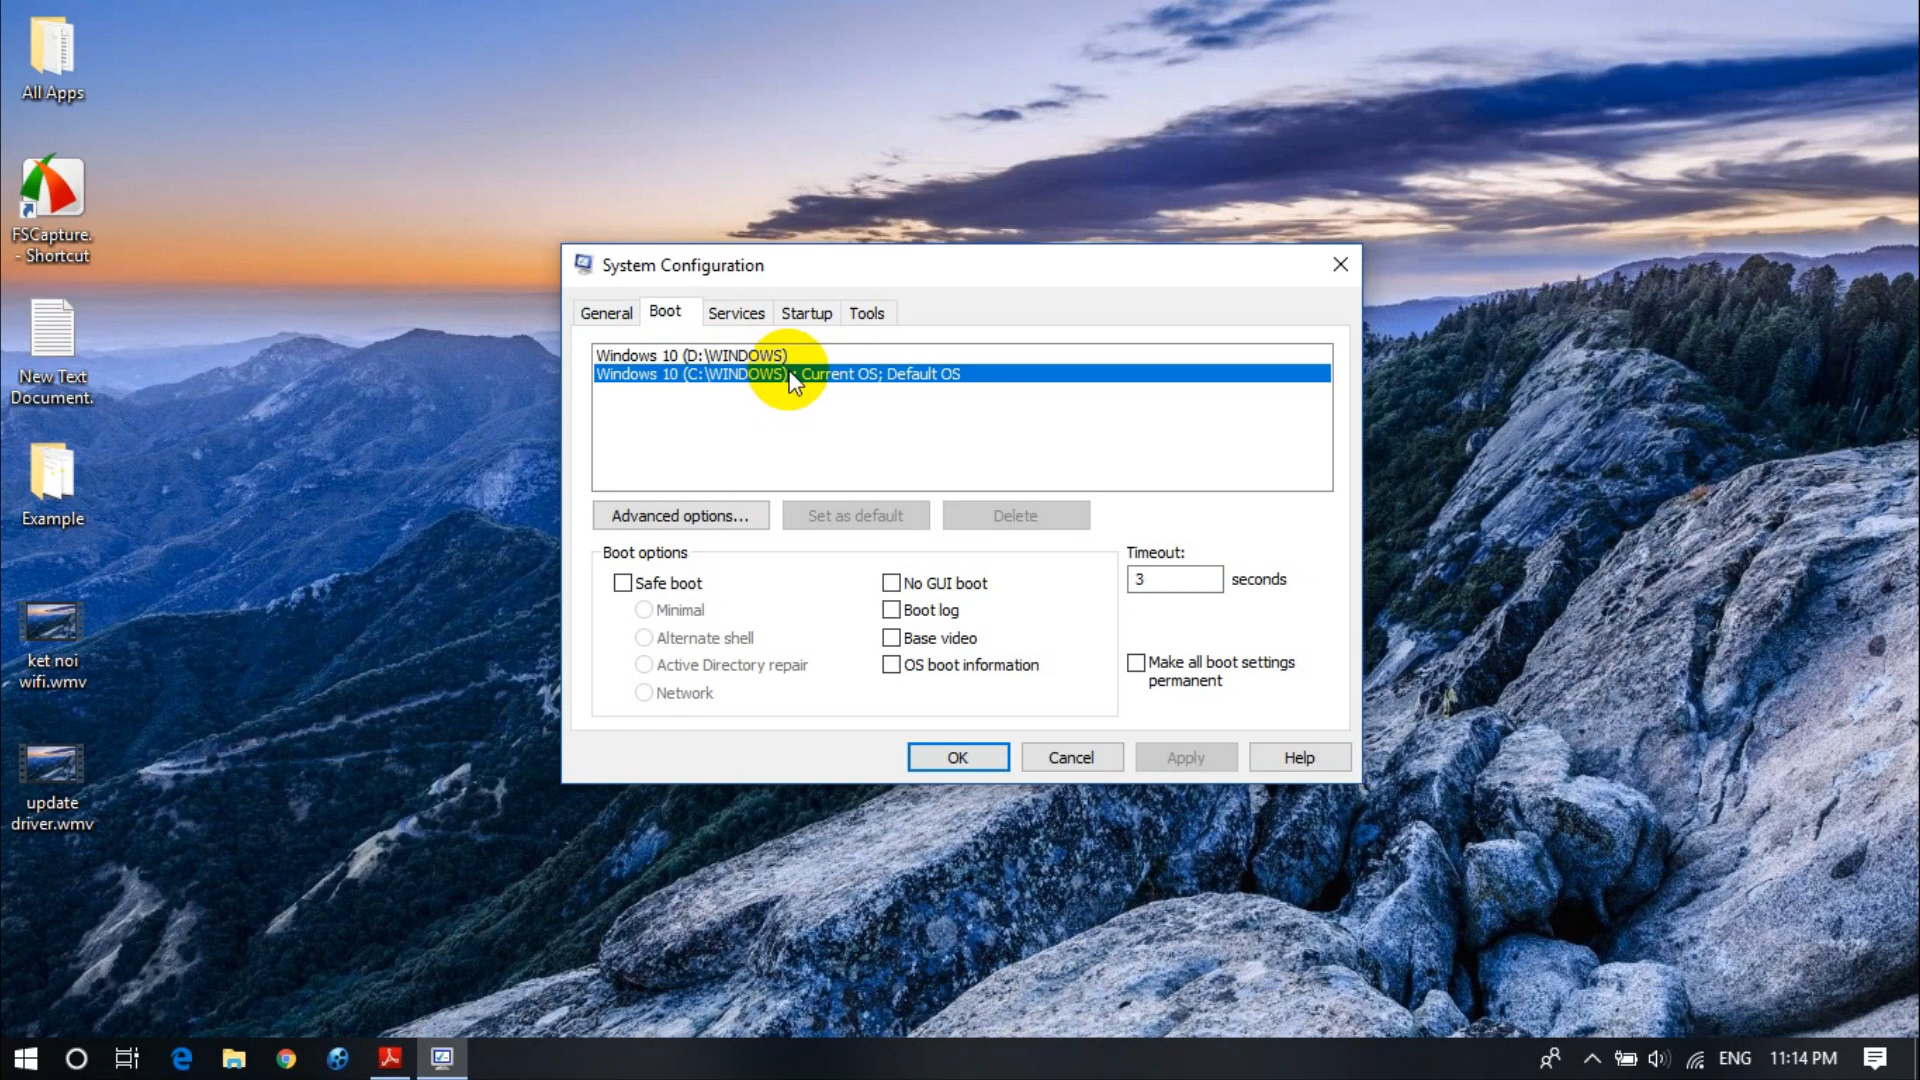 All Apps
FSCapture.
- Shortcut
New Text
Document.
Example
ket noi
wifi.wmv
update
driver.wmv
System Configuration
General Boot Services Startup Tools
Windows 10 (D:\WINDOWS)
Windows 10 (C:\WINDOWS) : Current OS; Default OS
Advanced options... Set as default Delete
Boot options
Timeout:
Safe boot
No GUI boot
3 seconds
Minimal
Boot log
Alternate shell
Base video
Active Directory repair
OS boot information
Make all boot settings
permanent
Network
OK Cancel Apply Help
ENG 11:14 PM